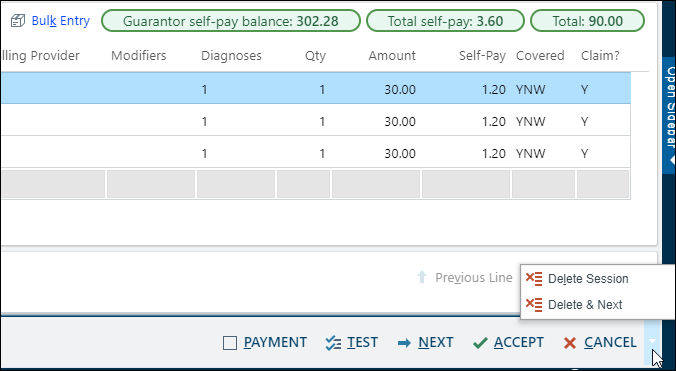 Bulk Entry Guarantor self-pay balance: 302.28 Total self-pay: 3.60 Total: 90.00
lling Provider Modifiers Diagnoses Qty Amount Self-Pay Covered Claim?
1 1 30.00 1.20 YNW Y
1 1 30.00 1.20 YNW Y
1 1 30.00 1.20 YNW Y
Open Sidebar
Previous Line
Delete Session
Delete & Next
PAYMENT TEST NEXT ACCEPT CANCEL